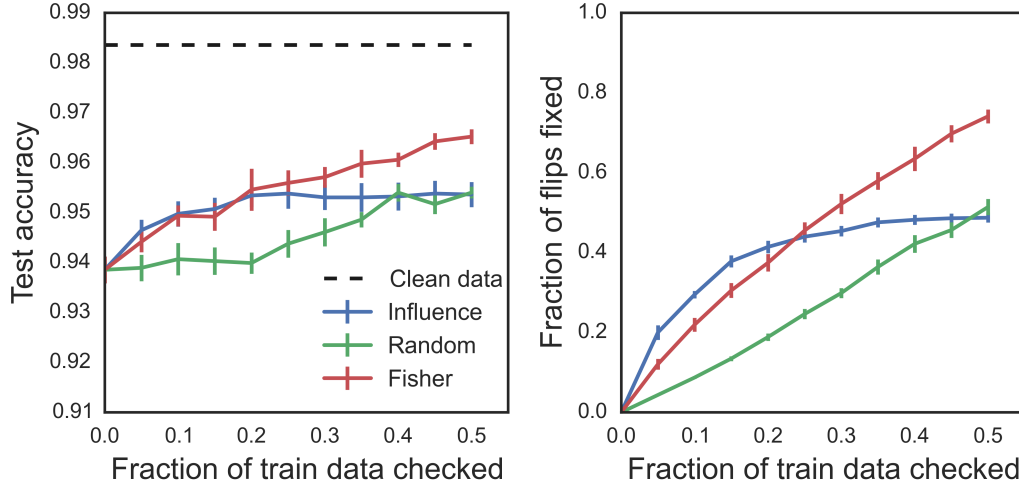 Test accuracy
0.99
0.98
0.97
0.96
0.95
0.94
0.93
0.92
0.91
0.0 0.1 0.2 0.3 0.4 0.5
Fraction of train data checked
Clean data
Influence
Random
Fisher
Fraction of flips fixed
1.0
0.8
0.6
0.4
0.2
0.0
0.0 0.1 0.2 0.3 0.4 0.5
Fraction of train data checked